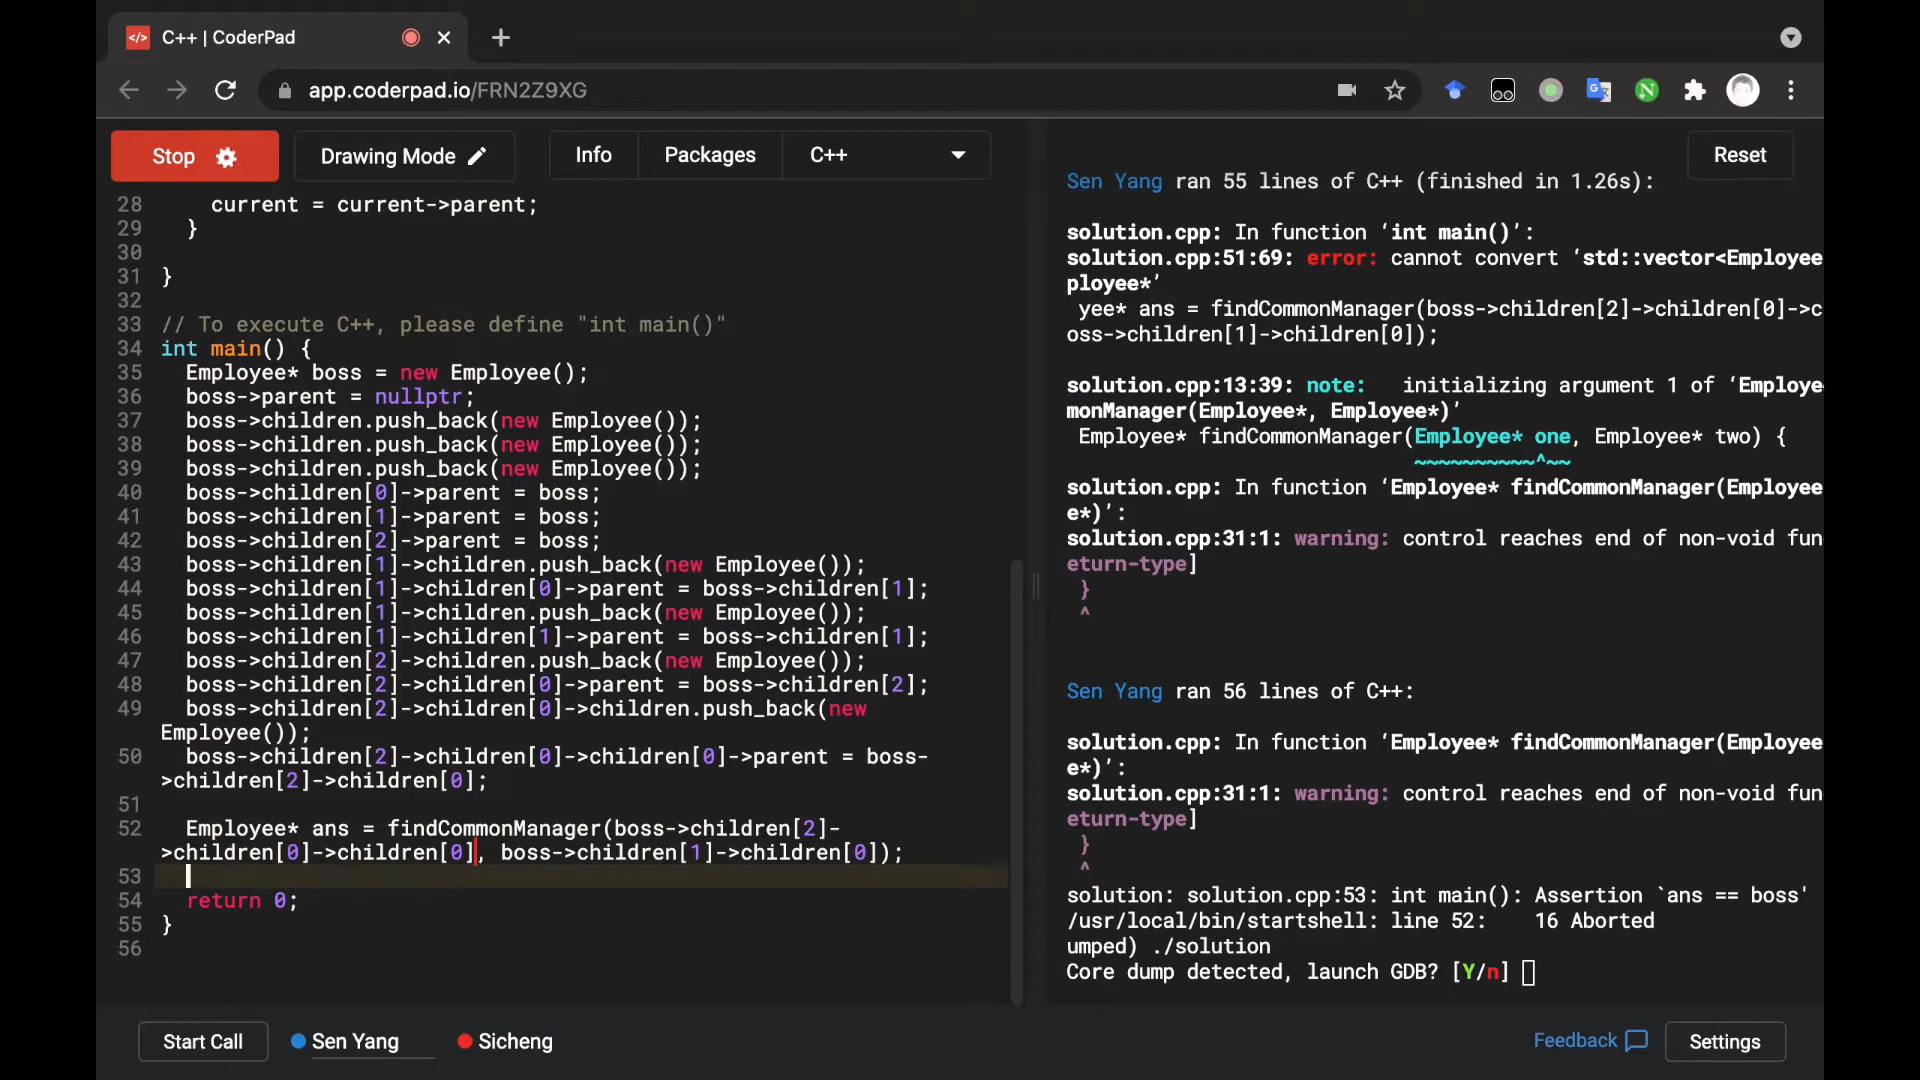 C++ | CoderPad
app.coderpad.io/FRN2Z9XG
Stop
Drawing Mode
Info
Packages
C++
Reset
28 current = current->parent;
29 }
30
31 }
32
33 // To execute C++, please define "int main()"
34 int main() {
35 Employee* boss = new Employee();
36 boss->parent = nullptr;
37 boss->children.push_back(new Employee());
38 boss->children.push_back(new Employee());
39 boss->children.push_back(new Employee());
40 boss->children[0]->parent = boss;
41 boss->children[1]->parent = boss;
42 boss->children[2]->parent = boss;
43 boss->children[1]->children.push_back(new Employee());
44 boss->children[1]->children[0]->parent = boss->children[1];
45 boss->children[1]->children.push_back(new Employee());
46 boss->children[1]->children[1]->parent = boss->children[1];
47 boss->children[2]->children.push_back(new Employee());
48 boss->children[2]->children[0]->parent = boss->children[2];
49 boss->children[2]->children[0]->children.push_back(new
Employee());
50 boss->children[2]->children[0]->children[0]->parent = boss-
>children[2]->children[0];
51
52 Employee* ans = findCommonManager(boss->children[2]-
>children[0]->children[0], boss->children[1]->children[0]);
53
54 return 0;
55 }
56
Sen Yang ran 55 lines of C++ (finished in 1.26s):
solution.cpp: In function ‘int main()’:
solution.cpp:51:69: error: cannot convert ‘std::vector<Employee
ployee*’
yee* ans = findCommonManager(boss->children[2]->children[0]->c
oss->children[1]->children[0]);
solution.cpp:13:39: note: initializing argument 1 of ‘Employe
monManager(Employee*, Employee*)’
Employee* findCommonManager(Employee* one, Employee* two) {
~~~~~~~~~~^~~
solution.cpp: In function ‘Employee* findCommonManager(Employee
e*)’:
solution.cpp:31:1: warning: control reaches end of non-void fun
eturn-type]
}
^
Sen Yang ran 56 lines of C++:
solution.cpp: In function ‘Employee* findCommonManager(Employee
e*)’:
solution.cpp:31:1: warning: control reaches end of non-void fun
eturn-type]
}
^
solution: solution.cpp:53: int main(): Assertion `ans == boss'
/usr/local/bin/startshell: line 52: 16 Aborted
umped) ./solution
Core dump detected, launch GDB? [Y/n]
Start Call
Sen Yang
Sicheng
Feedback
Settings